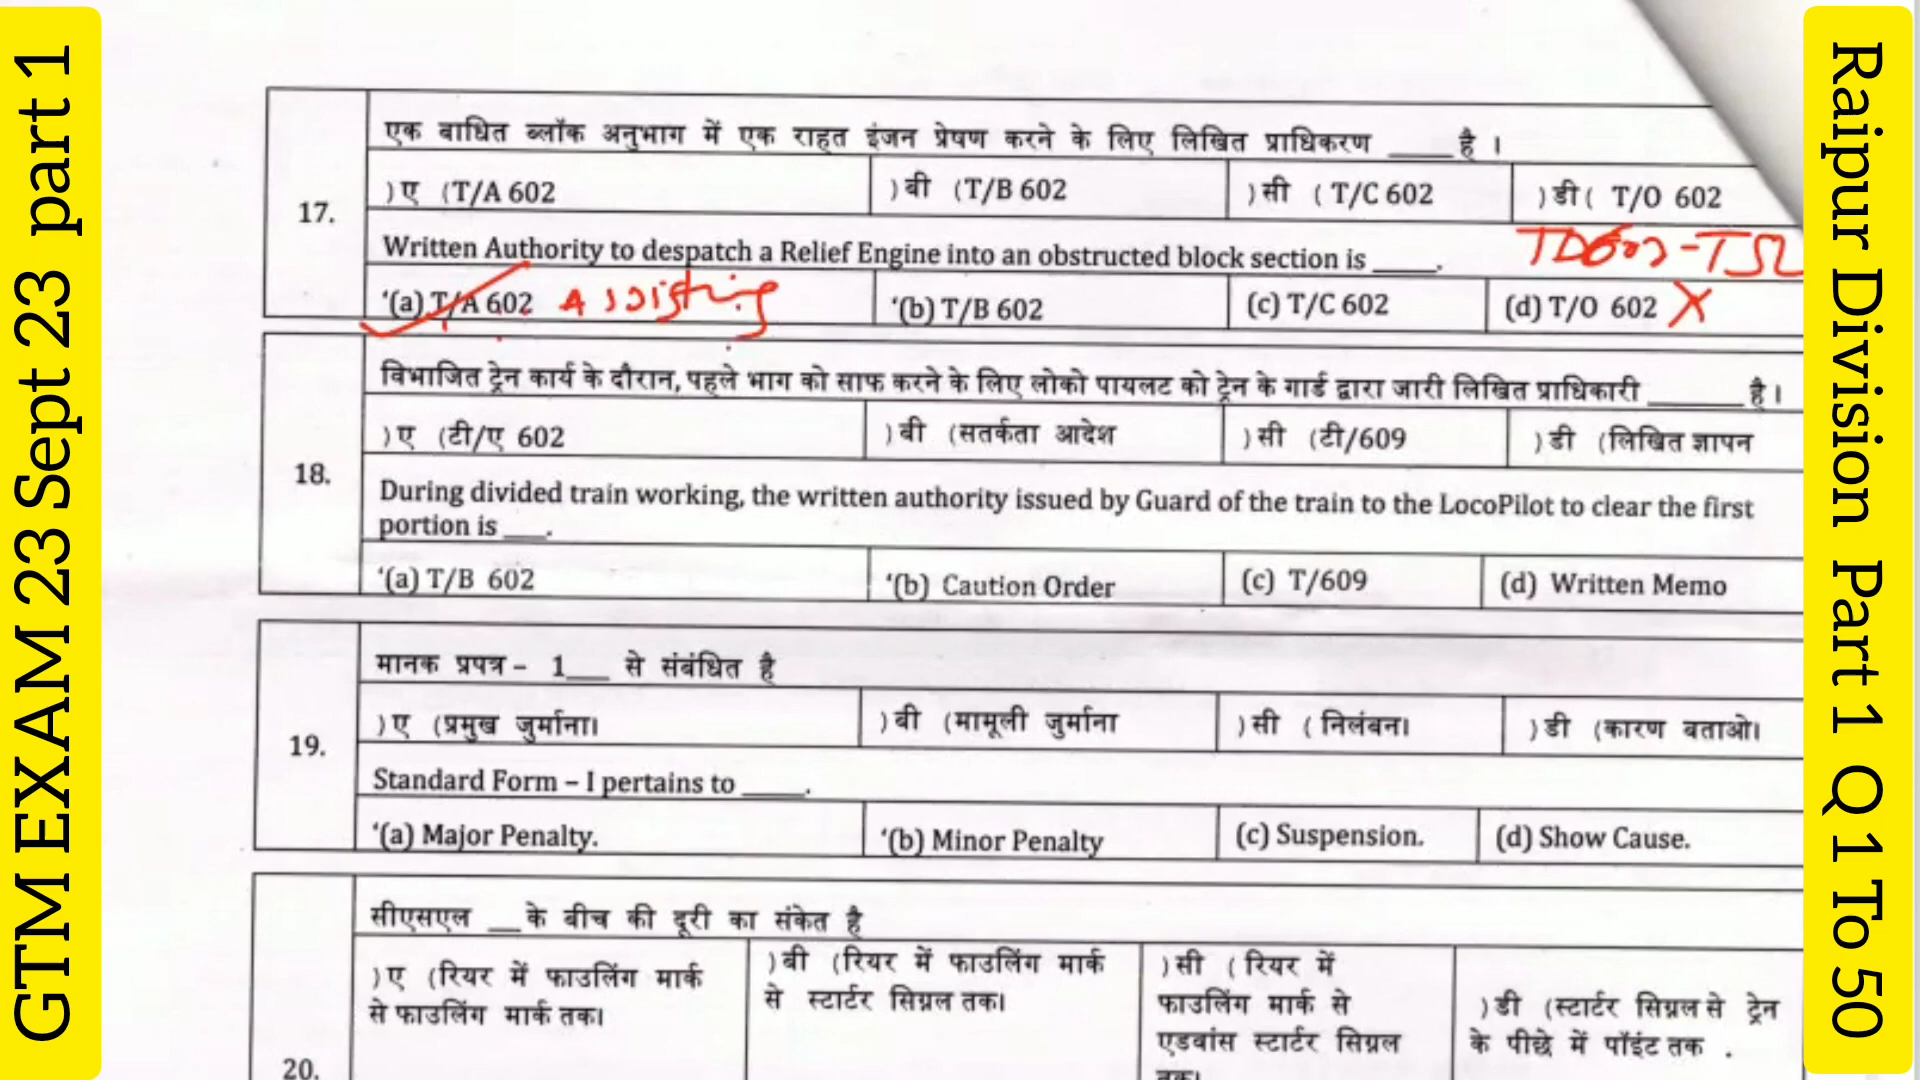 GTM EXAM 23 Sept 23 part 1
एक बाधित ब्लॉक अनुभाग में एक राहत इंजन प्रेषण करने के लिए लिखित प्राधिकरण ____ है ।
17.
)ए (T/A 602
)बी (T/B 602
)सी ( T/C 602
)डी( T/O 602
Written Authority to despatch a Relief Engine into an obstructed block section is ____.
TD602-TSL
'(a) T/A 602 Assisting
'(b) T/B 602
(c) T/C 602
(d) T/O 602 X
18.
विभाजित ट्रेन कार्य के दौरान, पहले भाग को साफ करने के लिए लोको पायलट को ट्रेन के गार्ड द्वारा जारी लिखित प्राधिकारी ______ है ।
)ए (टी/ए 602
)बी (सतर्कता आदेश
)सी (टी/609
)डी (लिखित ज्ञापन
During divided train working, the written authority issued by Guard of the train to the LocoPilot to clear the first
portion is ___.
'(a) T/B 602
'(b) Caution Order
(c) T/609
(d) Written Memo
19.
मानक प्रपत्र – 1___ से संबंधित है
)ए (प्रमुख जुर्माना।
)बी (मामूली जुर्माना
)सी ( निलंबन।
)डी (कारण बताओ।
Standard Form – I pertains to ____.
'(a) Major Penalty.
'(b) Minor Penalty
(c) Suspension.
(d) Show Cause.
20.
सीएसएल __ के बीच की दूरी का संकेत है
)ए (रियर में फाउलिंग मार्क
से फाउलिंग मार्क तक।
)बी (रियर में फाउलिंग मार्क
से स्टार्टर सिग्नल तक।
)सी ( रियर में
फाउलिंग मार्क से
एडवांस स्टार्टर सिग्नल
तक।
)डी (स्टार्टर सिग्नल से ट्रेन
के पीछे में पॉइंट तक .
Raipur Division Part 1 Q 1 To 50